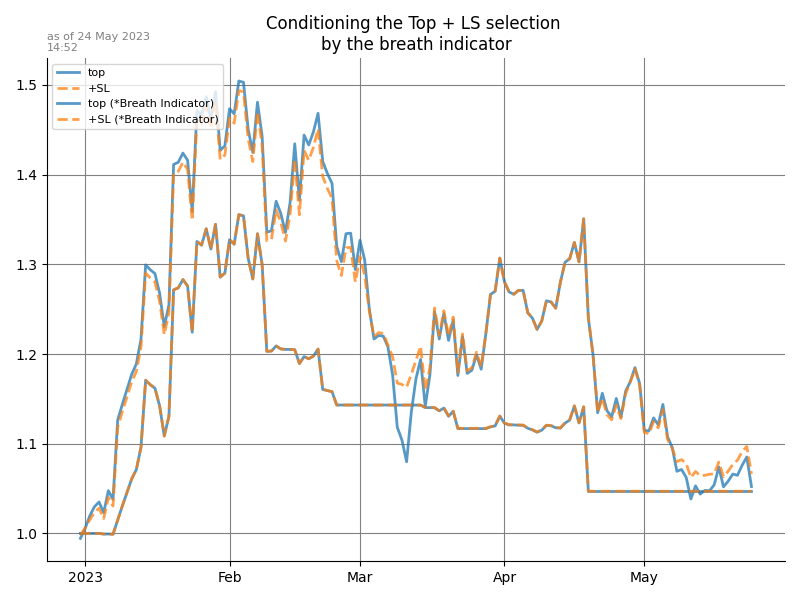 Conditioning the Top + LS selection
by the breath indicator
as of 24 May 2023
14:52
top
+SL
top (*Breath Indicator)
+SL (*Breath Indicator)
1.5
1.4
1.3
1.2
1.1
1.0
2023 Feb Mar Apr May